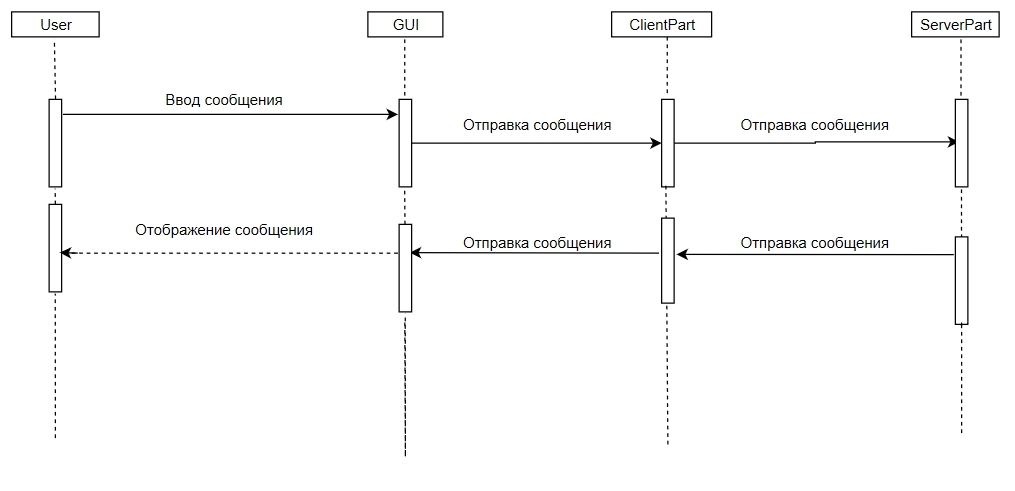 User
GUI
ClientPart
ServerPart
Ввод сообщения
Отправка сообщения
Отправка сообщения
Отображение сообщения
Отправка сообщения
Отправка сообщения